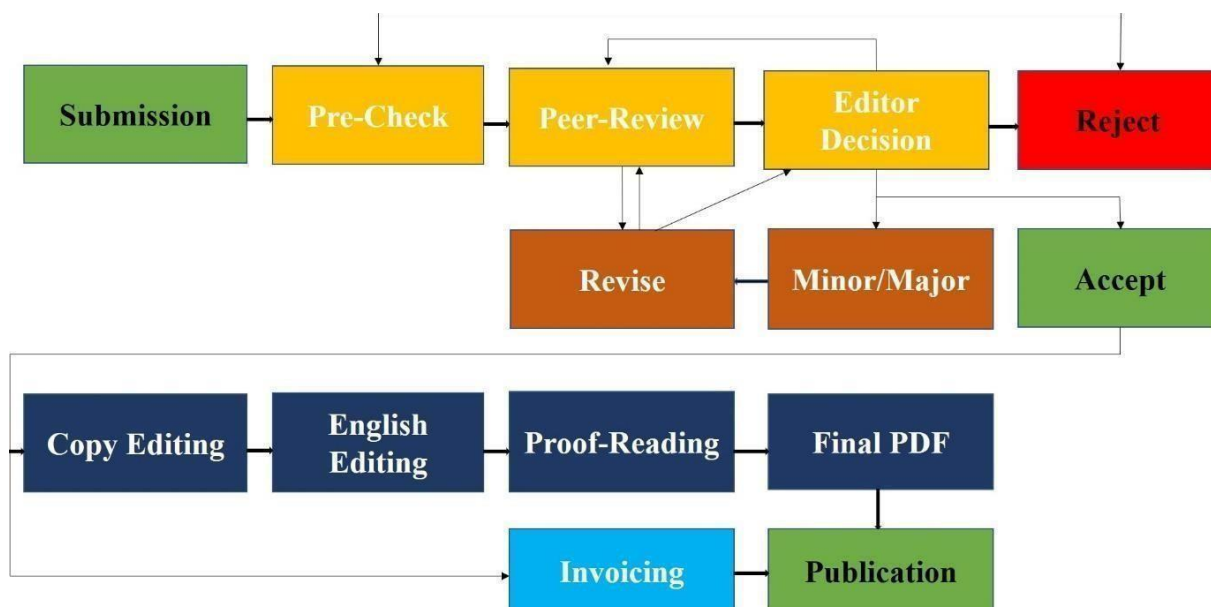 Submission
Pre-Check
Peer-Review
Editor
Decision
Reject
Revise
Minor/Major
Accept
Copy Editing
English
Editing
Proof-Reading
Final PDF
Invoicing
Publication